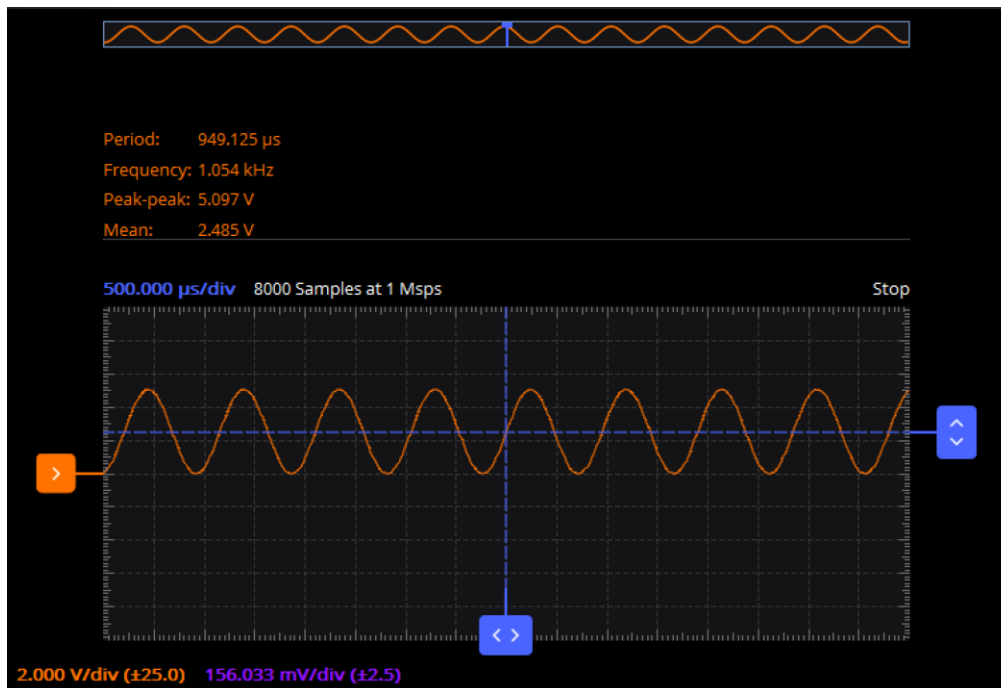 Period: 949.125 µs
Frequency: 1.054 kHz
Peak-peak: 5.097 V
Mean: 2.485 V
500.000 µs/div 8000 Samples at 1 Msps Stop
2.000 V/div (±25.0) 156.033 mV/div (±2.5)